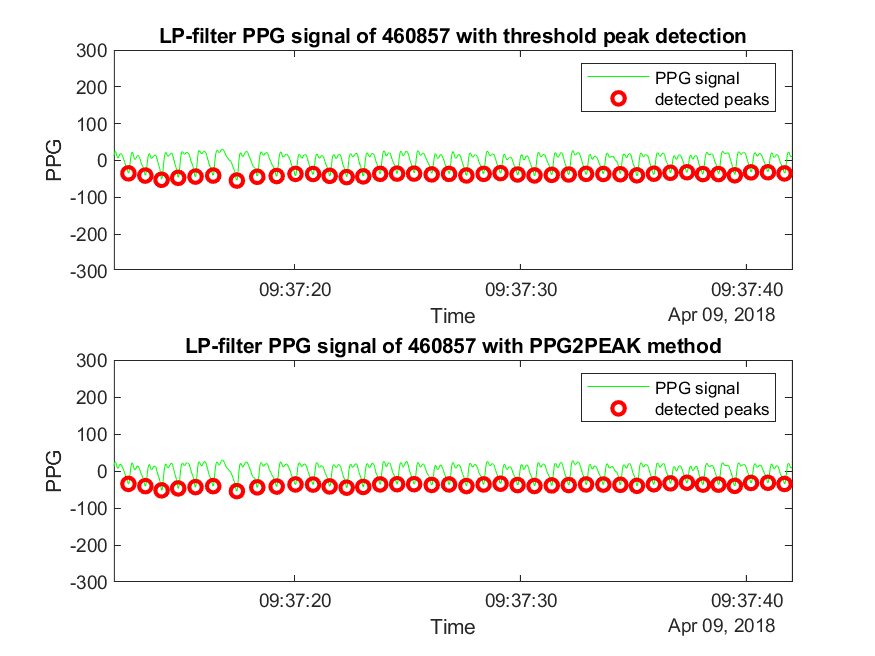 LP-filter PPG signal of 460857 with threshold peak detection
300
200
100
0
-100
-200
-300
PPG
PPG signal
detected peaks
09:37:20
09:37:30
09:37:40
Time
Apr 09, 2018
LP-filter PPG signal of 460857 with PPG2PEAK method
300
200
100
0
-100
-200
-300
PPG
PPG signal
detected peaks
09:37:20
09:37:30
09:37:40
Time
Apr 09, 2018